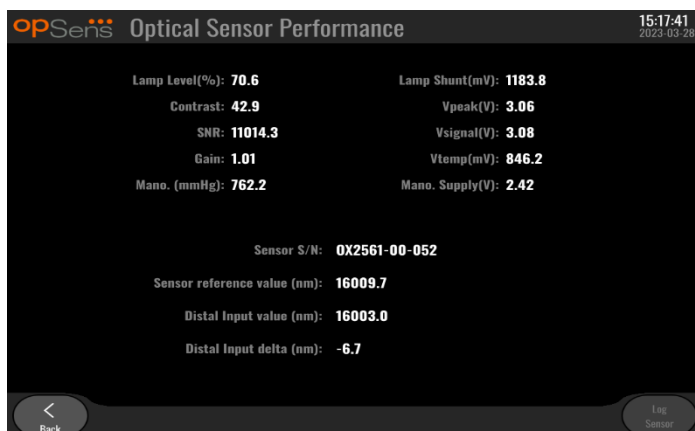 opSens Optical Sensor Performance 15:17:41
2023-03-28
Lamp Level(%): 70.6 Lamp Shunt(mV): 1183.8
Contrast: 42.9 Vpeak(V): 3.06
SNR: 11014.3 Vsignal(V): 3.08
Gain: 1.01 Vtemp(mV): 846.2
Mano. (mmHg): 762.2 Mano. Supply(V): 2.42
Sensor S/N: OX2561-00-052
Sensor reference value (nm): 16009.7
Distal Input value (nm): 16003.0
Distal Input delta (nm): -6.7
Back
Log
Sensor